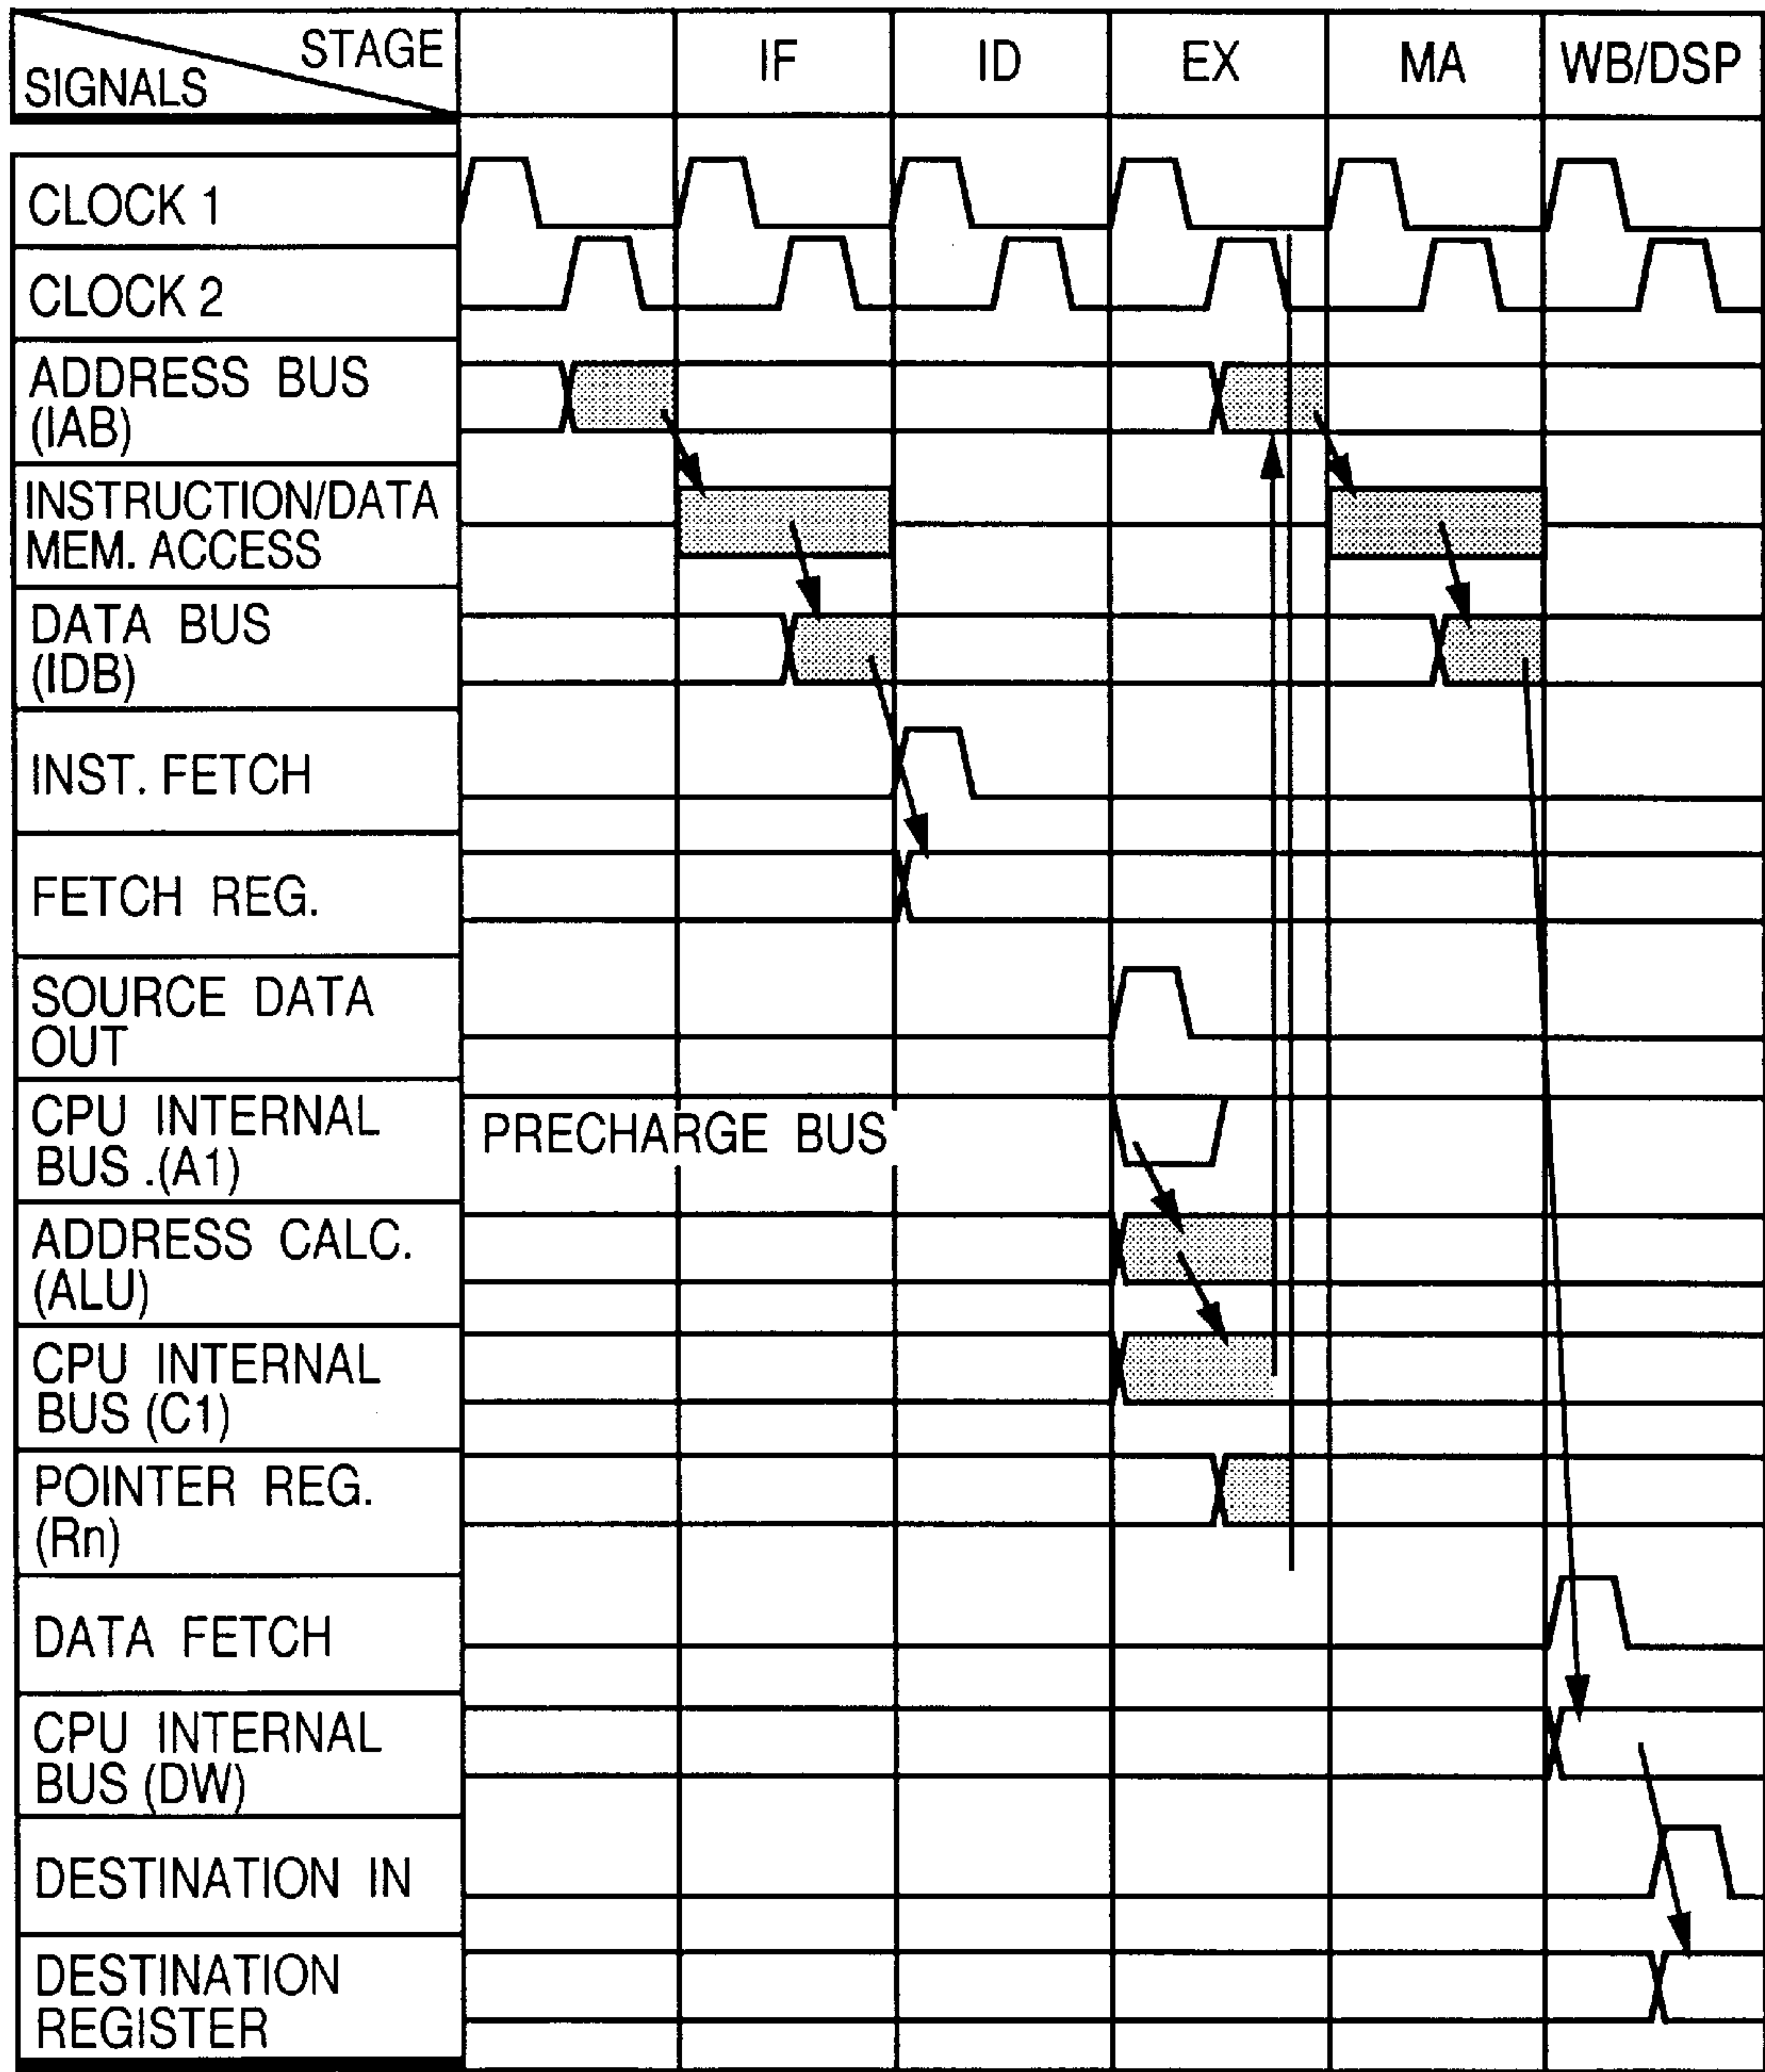 STAGE
SIGNALS
IF
ID
EX
MA
WB/DSP
CLOCK 1
CLOCK 2
ADDRESS BUS
(IAB)
INSTRUCTION/DATA
MEM. ACCESS
DATA BUS
(IDB)
INST. FETCH
FETCH REG.
SOURCE DATA
OUT
CPU INTERNAL
BUS .(A1)
PRECHARGE BUS
ADDRESS CALC.
(ALU)
CPU INTERNAL
BUS (C1)
POINTER REG.
(Rn)
DATA FETCH
CPU INTERNAL
BUS (DW)
DESTINATION IN
DESTINATION
REGISTER